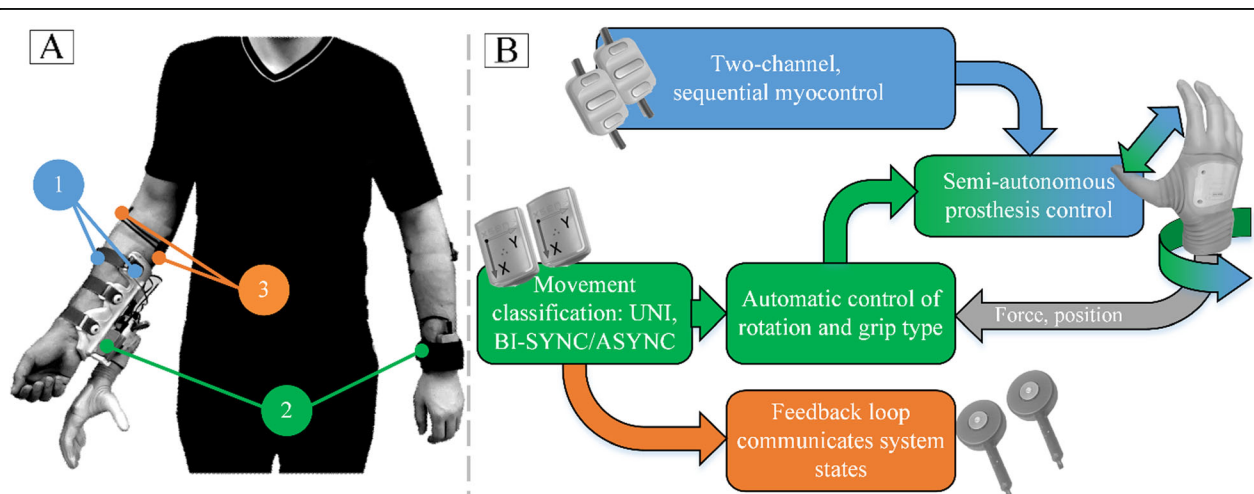 A
1
3
2
B
Two-channel,
sequential myocontrol
Semi-autonomous
prosthesis control
Y
X
Y
X
Movement
classification: UNI,
BI-SYNC/ASYNC
Automatic control of
rotation and grip type
Force, position
Feedback loop
communicates system
states